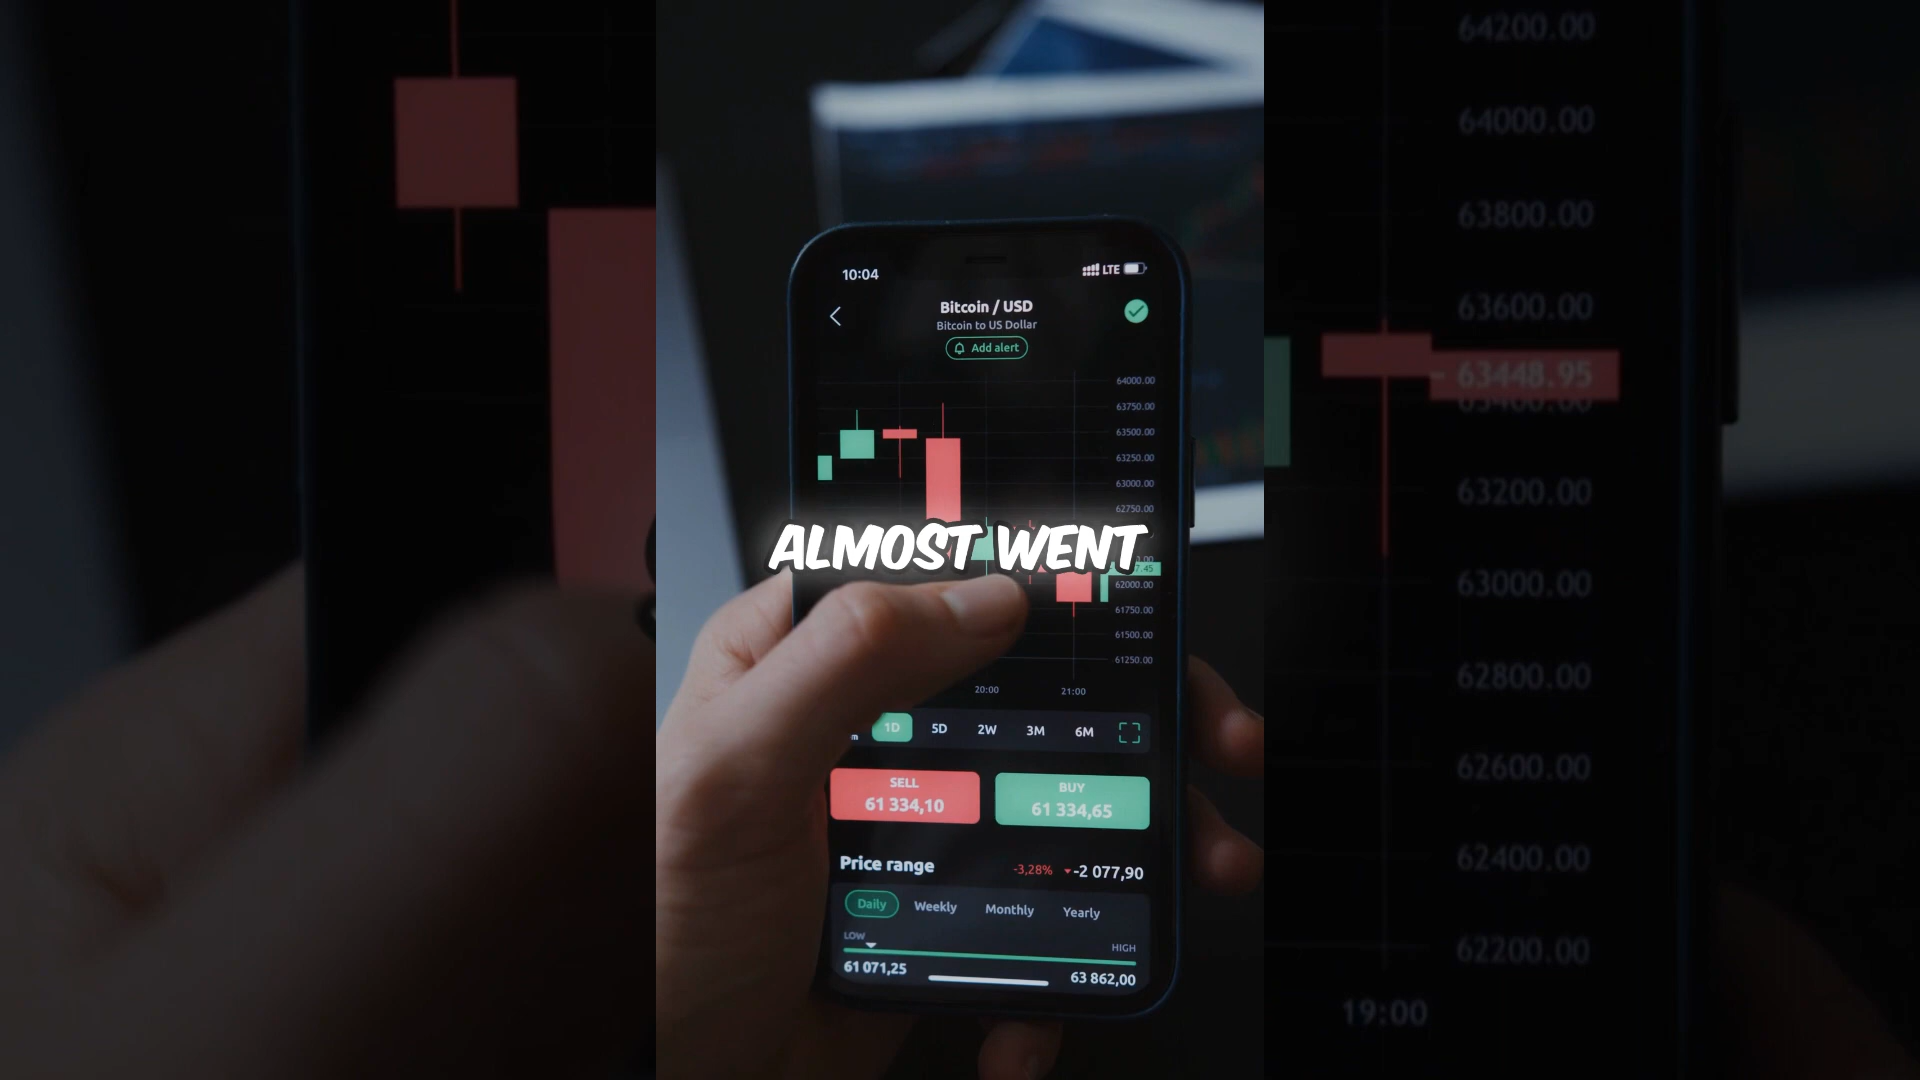 10:04
LTE
Bitcoin / USD
Bitcoin to US Dollar
Add alert
64000.00
63750.00
63500.00
63250.00
63000.00
62750.00
ALMOST WENT
62000.00
61750.00
61500.00
61250.00
20:00 21:00
1D 5D 2W 3M 6M
SELL BUY
61 334,10 61 334,65
Price range -3,28% -2 077,90
Daily Weekly Monthly Yearly
LOW HIGH
61 071,25 63 862,00
64200.00
64000.00
63800.00
63600.00
63448.95
63200.00
63000.00
62800.00
62600.00
62400.00
62200.00
19:00